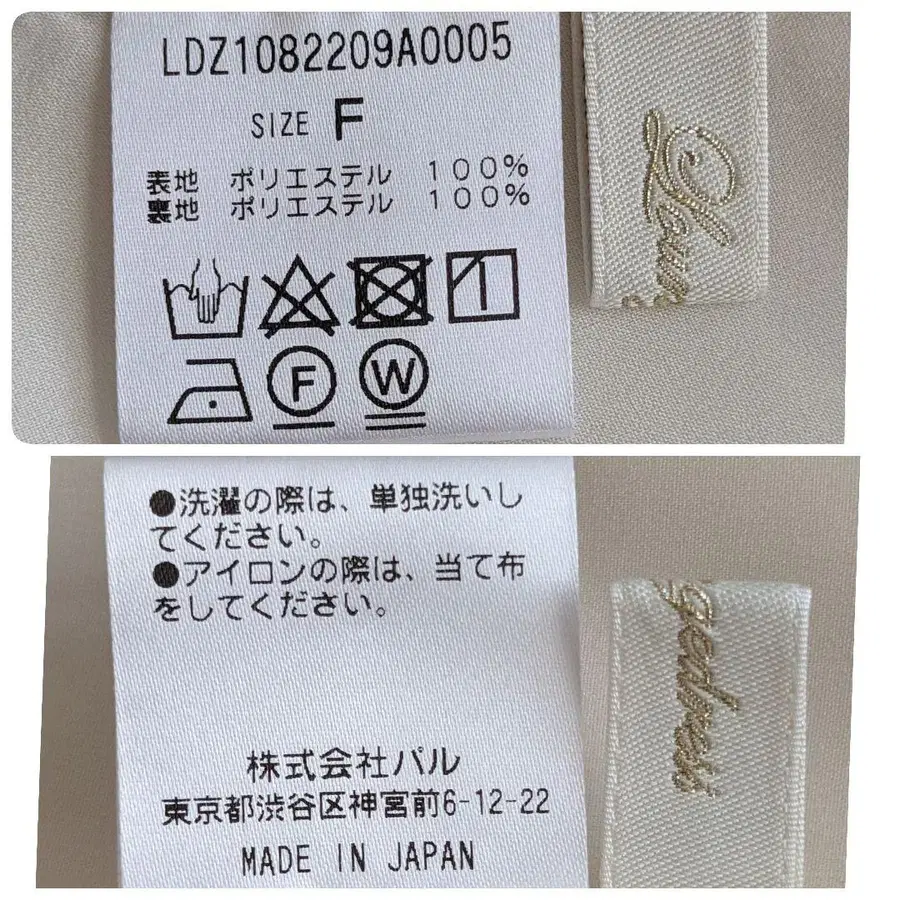 LDZ1082209A0005
SIZE F
表地 ポリエステル 100%
裏地 ポリエステル 100%
F
W
●洗濯の際は、単独洗いし
てください。
●アイロンの際は、当て布
をしてください。
株式会社パル
東京都渋谷区神宮前6-12-22
MADE IN JAPAN